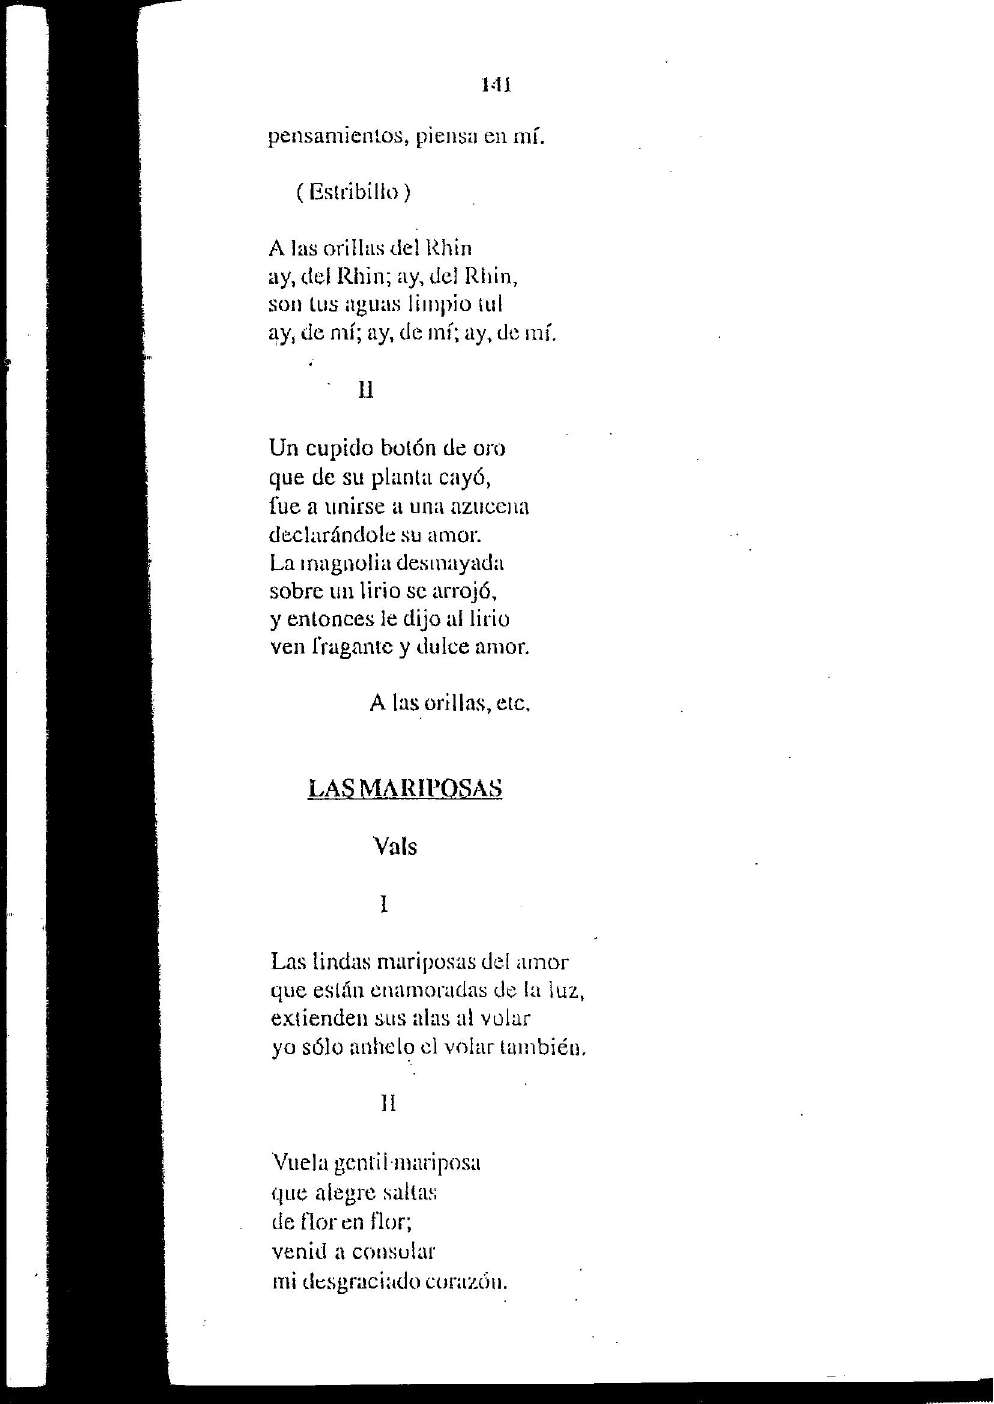 141
pensamientos, piensa en mí.
( Estribillo )
A las orillas del Rhin
ay, del Rhin; ay, del Rhin,
son tus aguas limpio tul
ay, de mí; ay, de mí; ay, de mí.
II
Un cupido botón de oro
que de su planta cayó,
fue a unirse a una azucena
declarándole su amor.
La magnolia desmayada
sobre un lirio se arrojó,
y entonces le dijo al lirio
ven fragante y dulce amor.
A las orillas, etc.
LAS MARIPOSAS
Vals
I
Las lindas mariposas del amor
que están enamoradas de la luz,
extienden sus alas al volar
yo sólo anhelo el volar también.
II
Vuela gentil mariposa
que alegre saltas
de flor en flor;
venid a consolar
mi desgraciado corazón.